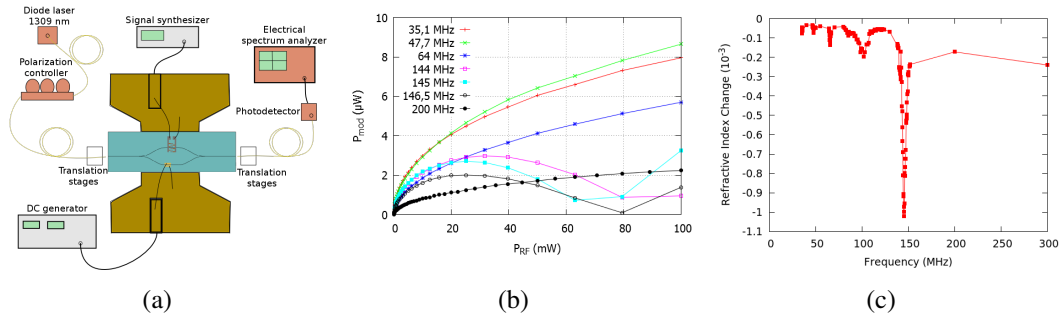 Diode laser
1309 nm
Signal synthesizer
Electrical
spectrum analyzer
Polarization
controller
Photodetector
Translation
stages
Translation
stages
DC generator
(a)
10
8
6
4
2
0
P_mod (µW)
35,1 MHz
47,7 MHz
64 MHz
144 MHz
145 MHz
146,5 MHz
200 MHz
0 20 40 60 80 100
P_RF (mW)
(b)
0
-0.1
-0.2
-0.3
-0.4
-0.5
-0.6
-0.7
-0.8
-0.9
-1
-1.1
Refractive Index Change (10⁻³)
0 50 100 150 200 250 300
Frequency (MHz)
(c)